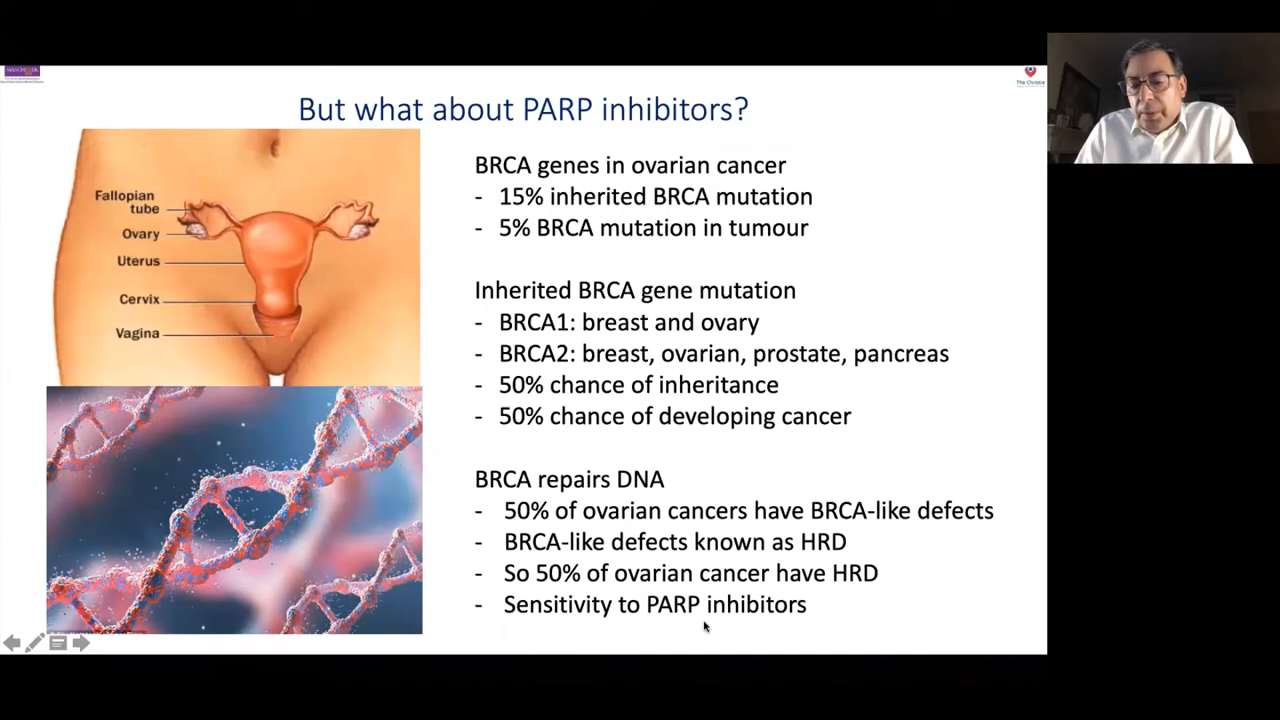 MANCHESTER
The Christie
But what about PARP inhibitors?
Fallopian
tube
Ovary
Uterus
Cervix
Vagina
BRCA genes in ovarian cancer
- 15% inherited BRCA mutation
- 5% BRCA mutation in tumour
Inherited BRCA gene mutation
- BRCA1: breast and ovary
- BRCA2: breast, ovarian, prostate, pancreas
- 50% chance of inheritance
- 50% chance of developing cancer
BRCA repairs DNA
- 50% of ovarian cancers have BRCA-like defects
- BRCA-like defects known as HRD
- So 50% of ovarian cancer have HRD
- Sensitivity to PARP inhibitors